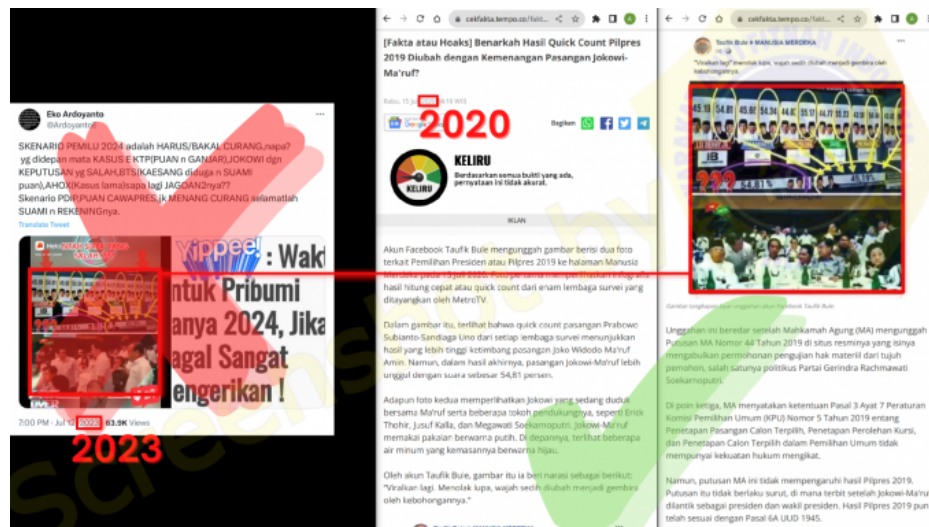 Eko Ardoyanto
@Ardoyanto
SKENARIO PEMILU 2024 adalah HARUS/BAKAL CURANG,napa?
yg didepan mata KASUS E KTP(PUAN n GANJAR),JOKOWI dgn
KEPUTUSAN yg SALAH,BTS(KAESANG diduga n SUAMI
puan),AHOX(Kasus lama)sapa lagi JAGOAN2nya??
Skenario PDIP,PUAN CAWAPRES jk MENANG CURANG selamatlah
SUAMI n REKENINGnya.
Translate Tweet
Yippee! : Wakt
ntuk Pribumi
anya 2024, Jika
agal Sangat
engerikan !
7:00 PM · Jul 12, 2023 · 63.9K Views
2023
cekfakta.tempo.co/fakt...
[Fakta atau Hoaks] Benarkah Hasil Quick Count Pilpres
2019 Diubah dengan Kemenangan Pasangan Jokowi-
Ma'ruf?
2020
Bagikan
KELIRU
KELIRU
Berdasarkan semua bukti yang ada,
pernyataan ini tidak akurat.
IKLAN
Akun Facebook Taufik Buie mengunggah gambar berisi dua foto
terkait Pemilihan Presiden atau Pilpres 2019 ke halaman Manusia
hasil hitung cepat atau quick count dari enam lembaga survei yang
ditayangkan oleh MetroTV.
Dalam gambar itu, terlihat bahwa quick count pasangan Prabowo
Subianto-Sandiaga Uno dari setiap lembaga survei menunjukkan
hasil yang lebih tinggi ketimbang pasangan Joko Widodo Ma'ruf
Amin. Namun, dalam hasil akhirnya, pasangan Jokowi-Ma'ruf lebih
unggul dengan suara sebesar 54,81 persen.
Adapun foto kedua memperlihatkan Jokowi yang sedang duduk
bersama Ma'ruf serta beberapa tokoh pendukungnya, seperti Erick
Thohir, Jusuf Kalla, dan Megawati Soekarnoputri. Jokowi-Ma'ruf
memakai pakaian berwarna putih. Di depannya, terlihat beberapa
air minum yang kemasannya berwarna hijau.
Oleh akun Taufik Buie, gambar itu ia beri narasi sebagai berikut:
"Viralkan lagi. Menolak lupa, wajah sedih diubah menjadi gembira
oleh kebohongannya."
cekfakta.tempo.co/fakt...
Taufik Buie MANUSIA MERDEKA
"Viralkan lagi" menolak lupa, wajah sedih diubah menjadi gembira oleh
kebohongannya.
54,81 %
Gambar tangkapan layar unggahan akun Facebook Taufik Buie
Unggahan ini beredar setelah Mahkamah Agung (MA) mengunggah
Putusan MA Nomor 44 Tahun 2019 di situs resminya yang isinya
mengabulkan permohonan pengujian hak materiil dari tujuh
pemohon, salah satunya politikus Partai Gerindra Rachmawati
Soekarnoputri.
Di poin ketiga, MA menyatakan ketentuan Pasal 3 Ayat 7 Peraturan
Komisi Pemilihan Umum (KPU) Nomor 5 Tahun 2019 entang
Penetapan Pasangan Calon Terpilih, Penetapan Perolehan Kursi,
dan Penetapan Calon Terpilih dalam Pemilihan Umum tidak
mempunyai kekuatan hukum mengikat.
Namun, putusan MA ini tidak mempengaruhi hasil Pilpres 2019.
Putusan itu tidak berlaku surut, di mana terbit setelah Jokowi-Ma'ruf
dilantik sebagai presiden dan wakil presiden. Hasil Pilpres 2019 pun
telah sesuai dengan Pasal 6A UUD 1945.
Screenshot by